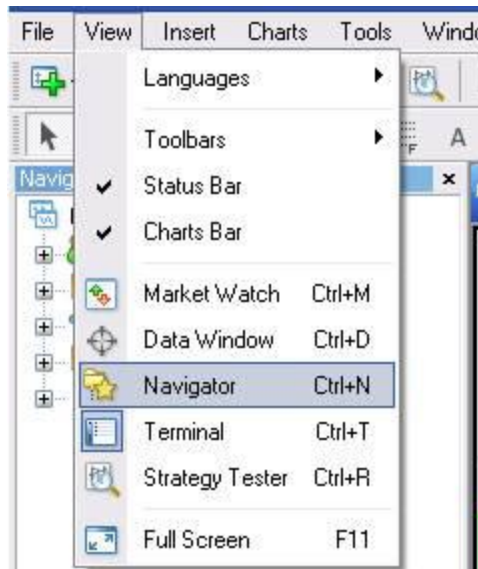 File View Insert Charts Tools
Languages
Toolbars
Navig
Status Bar
Charts Bar
Market Watch Ctrl+M
Data Window Ctrl+D
Navigator Ctrl+N
Terminal Ctrl+T
Strategy Tester Ctrl+R
Full Screen F11